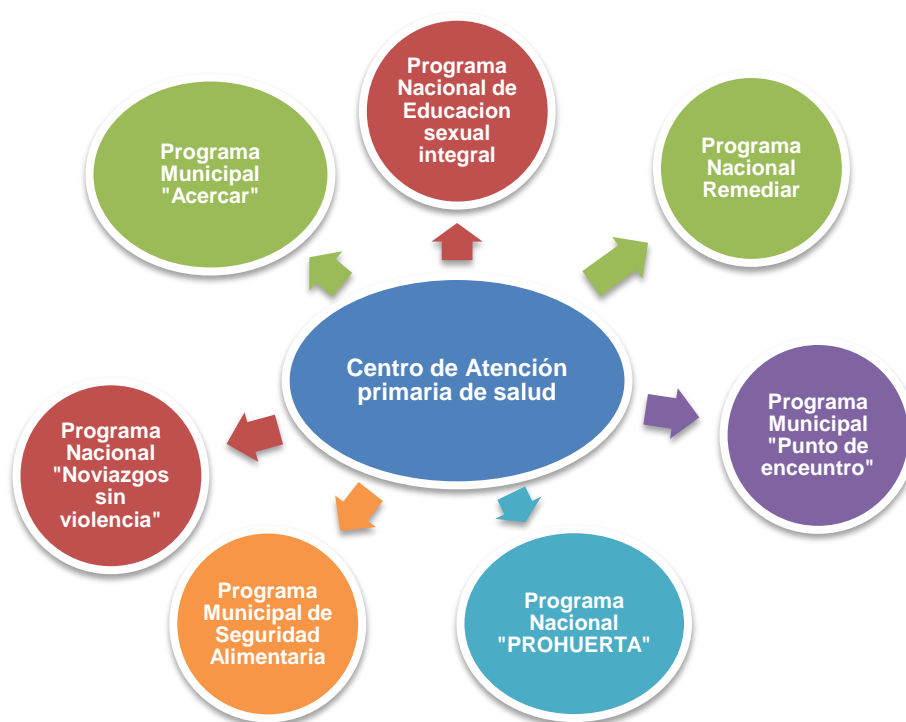 Programa
Nacional de
Educacion
sexual
integral
Programa
Municipal
"Acercar"
Programa
Nacional
Remediar
Centro de Atención
primaria de salud
Programa
Municipal
"Punto de
enceuntro"
Programa
Nacional
"Noviazgos
sin
violencia"
Programa
Municipal de
Seguridad
Alimentaria
Programa
Nacional
"PROHUERTA"